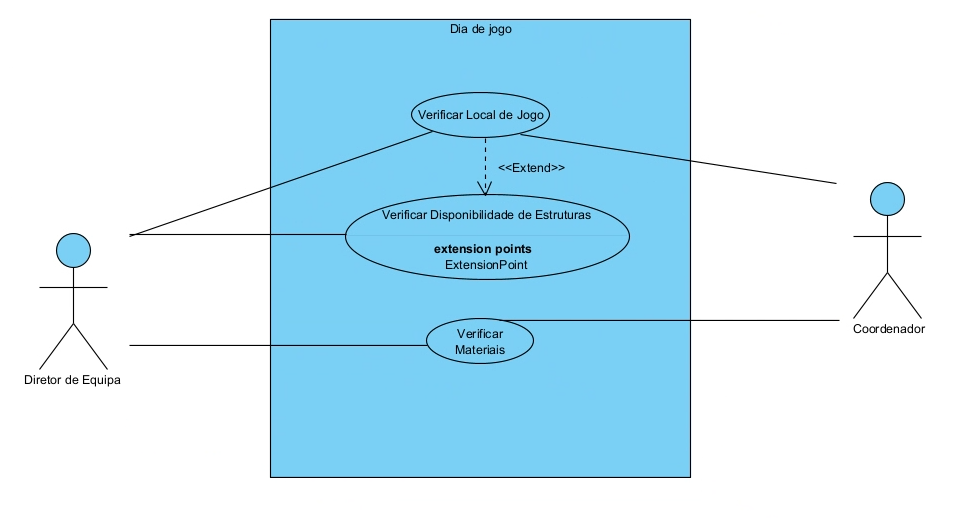 Dia de jogo
Verificar Local de Jogo
<<Extend>>
Verificar Disponibilidade de Estruturas
extension points
ExtensionPoint
Verificar
Materiais
Diretor de Equipa
Coordenador